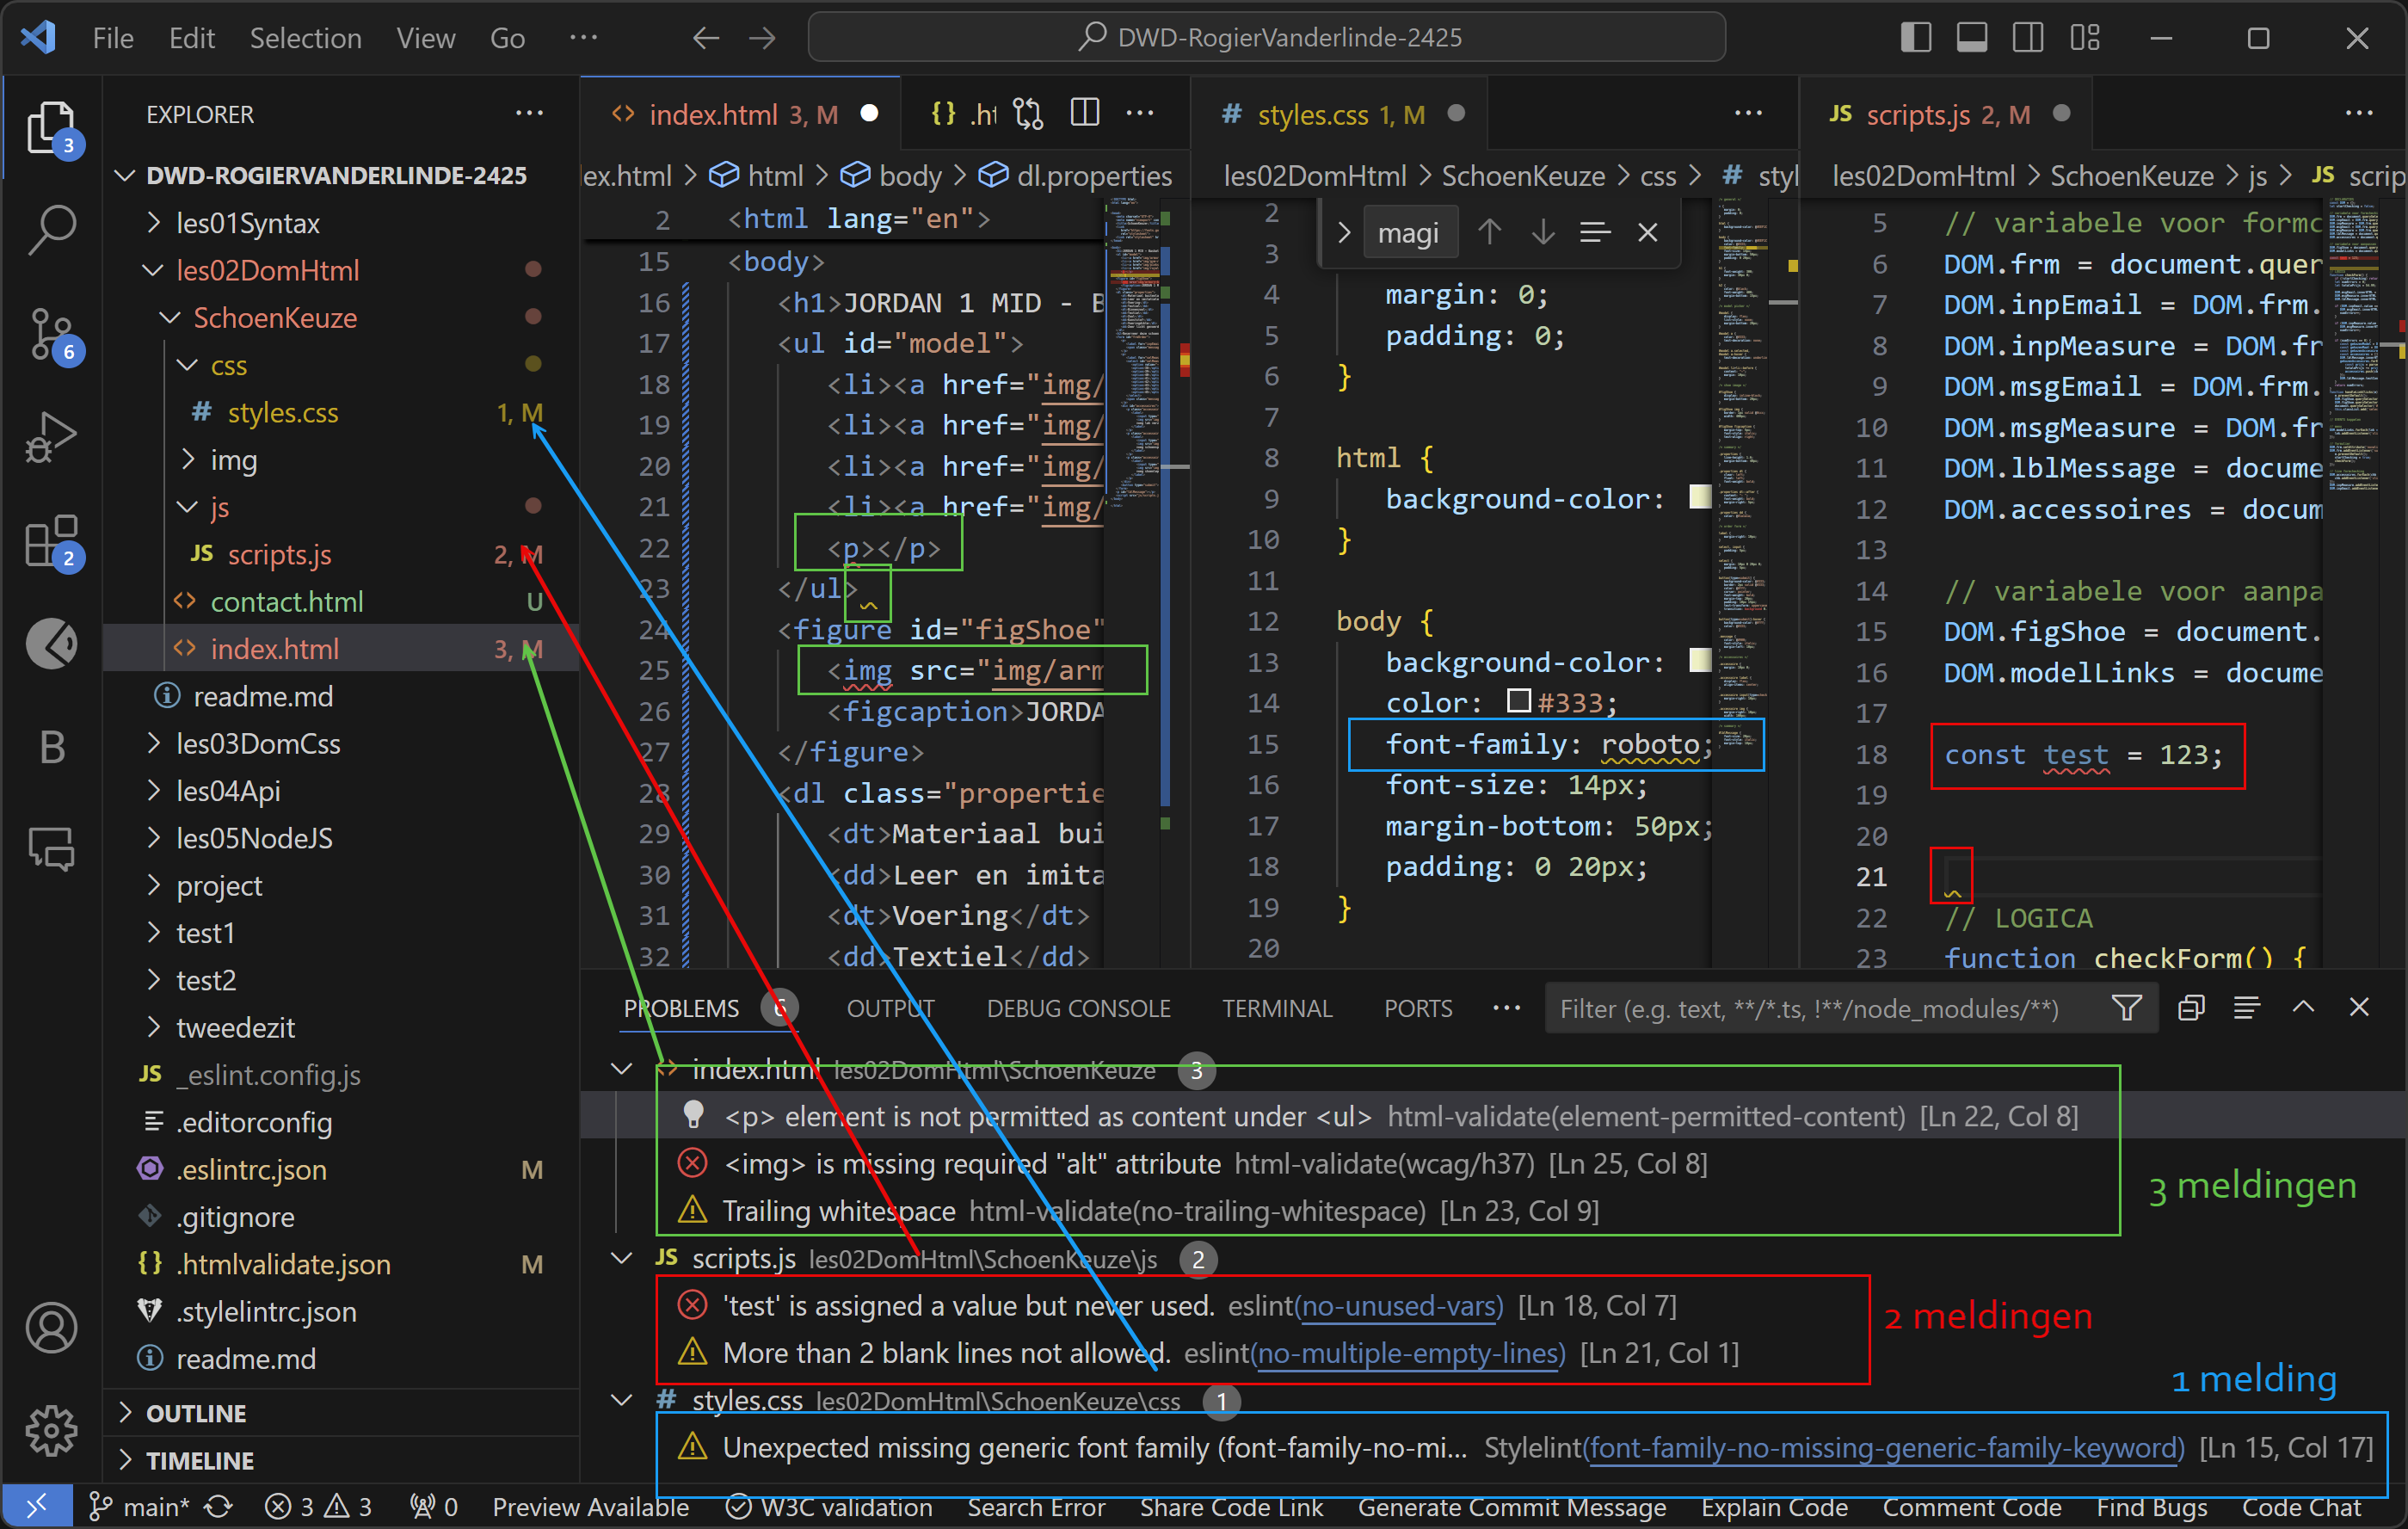 File Edit Selection View Go ··· DWD-RogierVanderlinde-2425
EXPLORER
3
6
2
B
DWD-ROGIERVANDERLINDE-2425
les01Syntax
les02DomHtml
SchoenKeuze
css
# styles.css 1, M
img
js
JS scripts.js 2, M
contact.html U
index.html 3, M
readme.md
les03DomCss
les04Api
les05NodeJS
project
test1
test2
tweedezit
JS _eslint.config.js
.editorconfig
.eslintrc.json M
.gitignore
{} .htmlvalidate.json M
.stylelintrc.json
readme.md
OUTLINE
TIMELINE
<> index.html 3, M {} .ht
ex.html > html > body > dl.properties
2 <html lang="en">
15 <body>
16 <h1>JORDAN 1 MID - B
17 <ul id="model">
18 <li><a href="img/
19 <li><a href="img/
20 <li><a href="img/
21 <li><a href="img/
22 <p></p>
23 </ul>
24 <figure id="figShoe"
25 <img src="img/arm
26 <figcaption>JORDA
27 </figure>
28 <dl class="propertie
29 <dt>Materiaal bui
30 <dd>Leer en imita
31 <dt>Voering</dt>
32 <dd>Textiel</dd>
# styles.css 1, M
les02DomHtml > SchoenKeuze > css > # styl
magi
2
3
4 margin: 0;
5 padding: 0;
6 }
7
8 html {
9 background-color:
10 }
11
12 body {
13 background-color:
14 color: #333;
15 font-family: roboto;
16 font-size: 14px;
17 margin-bottom: 50px;
18 padding: 0 20px;
19 }
20
JS scripts.js 2, M
les02DomHtml > SchoenKeuze > js > JS scrip
5 // variabele voor formc
6 DOM.frm = document.quer
7 DOM.inpEmail = DOM.frm.
8 DOM.inpMeasure = DOM.fr
9 DOM.msgEmail = DOM.frm.
10 DOM.msgMeasure = DOM.fr
11 DOM.lblMessage = docume
12 DOM.accessoires = docum
13
14 // variabele voor aanpa
15 DOM.figShoe = document.
16 DOM.modelLinks = docume
17
18 const test = 123;
19
20
21
22 // LOGICA
23 function checkForm() {
PROBLEMS 6 OUTPUT DEBUG CONSOLE TERMINAL PORTS ··· Filter (e.g. text, **/*.ts, !**/node_modules/**)
<> index.html les02DomHtml\SchoenKeuze 3
<p> element is not permitted as content under <ul> html-validate(element-permitted-content) [Ln 22, Col 8]
<img> is missing required "alt" attribute html-validate(wcag/h37) [Ln 25, Col 8]
Trailing whitespace html-validate(no-trailing-whitespace) [Ln 23, Col 9]
3 meldingen
JS scripts.js les02DomHtml\SchoenKeuze\js 2
'test' is assigned a value but never used. eslint(no-unused-vars) [Ln 18, Col 7]
More than 2 blank lines not allowed. eslint(no-multiple-empty-lines) [Ln 21, Col 1]
2 meldingen
1 melding
# styles.css les02DomHtml\SchoenKeuze\css 1
Unexpected missing generic font family (font-family-no-mi... Stylelint(font-family-no-missing-generic-family-keyword) [Ln 15, Col 17]
main* 3 3 0 Preview Available W3C validation Search Error Share Code Link Generate Commit Message Explain Code Comment Code Find Bugs Code Chat